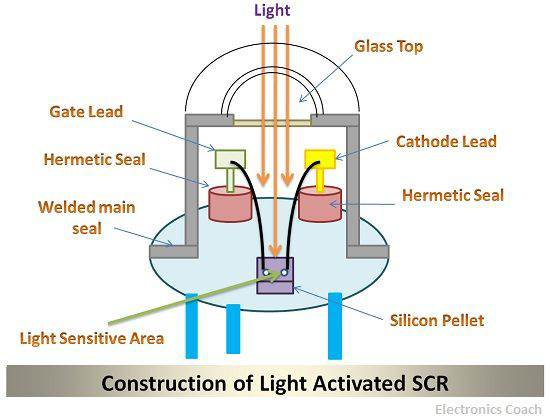 Light
Glass Top
Gate Lead
Cathode Lead
Hermetic Seal
Hermetic Seal
Welded main
seal
Silicon Pellet
Light Sensitive Area
Construction of Light Activated SCR
Electronics Coach